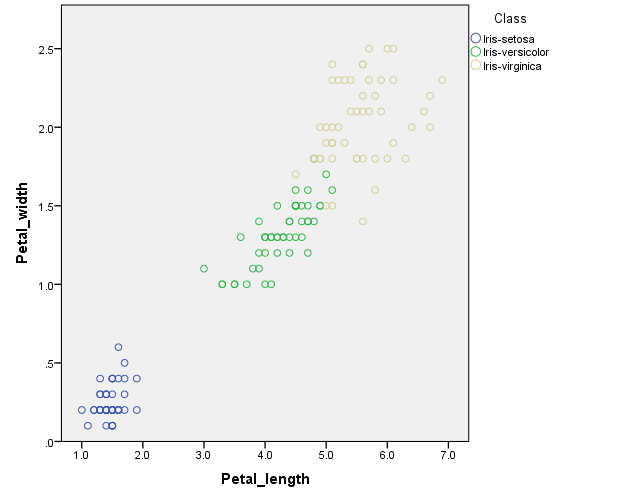 Class
Iris-setosa
Iris-versicolor
Iris-virginica
2.5
2.0
1.5
1.0
.5
.0
Petal_width
1.0 2.0 3.0 4.0 5.0 6.0 7.0
Petal_length